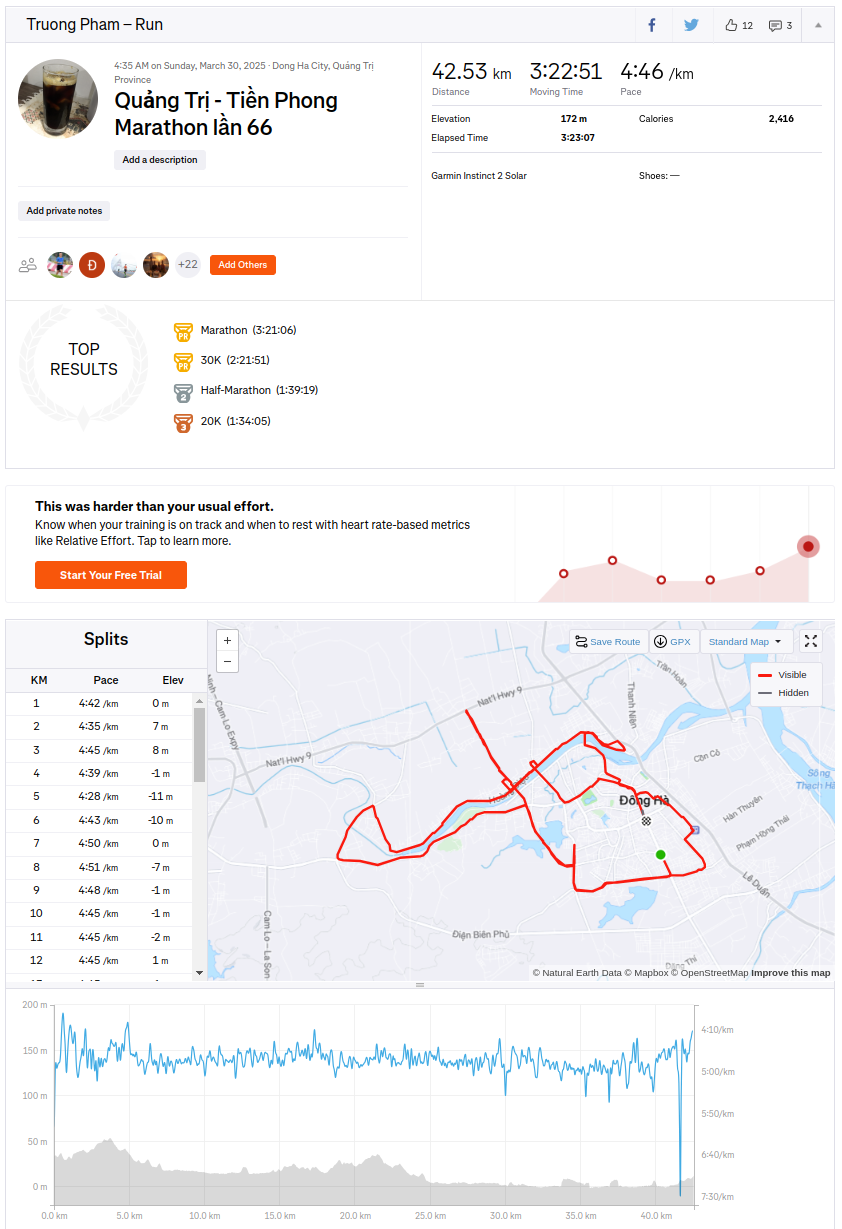 Truong Pham – Run
12
3
4:35 AM on Sunday, March 30, 2025 · Dong Ha City, Quảng Trị
Province
Quảng Trị - Tiền Phong
Marathon lần 66
Add a description
Add private notes
Đ
+22
Add Others
42.53 km
3:22:51
4:46 /km
Distance
Moving Time
Pace
Elevation
172 m
Calories
2,416
Elapsed Time
3:23:07
Garmin Instinct 2 Solar
Shoes: —
TOP
RESULTS
PR
Marathon (3:21:06)
PR
30K (2:21:51)
2
Half-Marathon (1:39:19)
3
20K (1:34:05)
This was harder than your usual effort.
Know when your training is on track and when to rest with heart rate-based metrics
like Relative Effort. Tap to learn more.
Start Your Free Trial
Splits
KM Pace Elev
1 4:42 /km 0 m
2 4:35 /km 7 m
3 4:45 /km 8 m
4 4:39 /km -1 m
5 4:28 /km -11 m
6 4:43 /km -10 m
7 4:50 /km 0 m
8 4:51 /km -7 m
9 4:48 /km -1 m
10 4:45 /km -1 m
11 4:45 /km -2 m
12 4:45 /km 1 m
+
−
Save Route
GPX
Standard Map
Visible
Hidden
Trần Hoàn
Thanh Niên
Nat'l Hwy 9
Nat'l Hwy 9
Cam Lo Expy
Cồn Cỏ
Sông
Thạch Hã
Đông Hà
Hàn Thuyên
Phạm Hồng Thái
Lê Duẩn
Điện Biên Phủ
Cam Lo – La Son
© Natural Earth Data © Mapbox © OpenStreetMap Improve this map
200 m
150 m
100 m
50 m
0 m
4:10/km
5:00/km
5:50/km
6:40/km
7:30/km
0.0 km
5.0 km
10.0 km
15.0 km
20.0 km
25.0 km
30.0 km
35.0 km
40.0 km